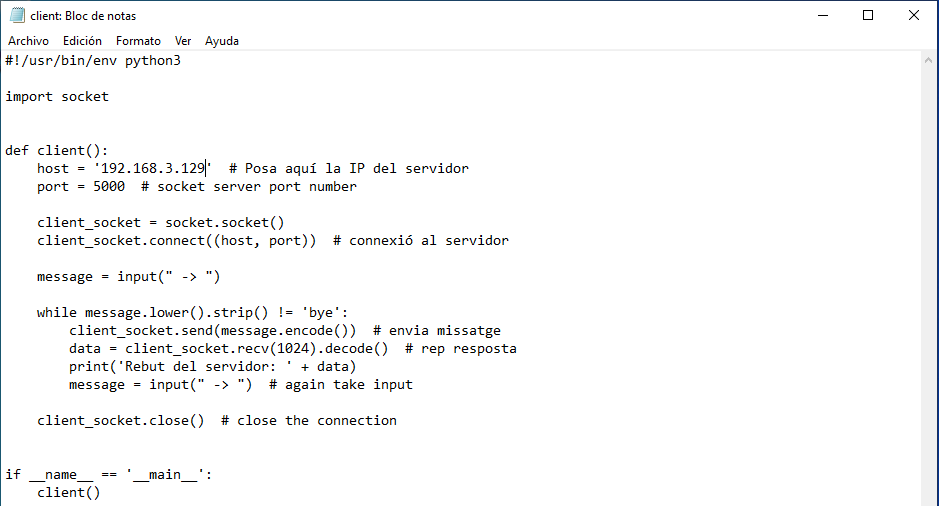 client: Bloc de notas
Archivo Edición Formato Ver Ayuda
#!/usr/bin/env python3

import socket


def client():
    host = '192.168.3.129'  # Posa aquí la IP del servidor
    port = 5000  # socket server port number

    client_socket = socket.socket()
    client_socket.connect((host, port))  # connexió al servidor

    message = input(" -> ")

    while message.lower().strip() != 'bye':
        client_socket.send(message.encode())  # envia missatge
        data = client_socket.recv(1024).decode()  # rep resposta
        print('Rebut del servidor: ' + data)
        message = input(" -> ")  # again take input

    client_socket.close()  # close the connection


if __name__ == '__main__':
    client()